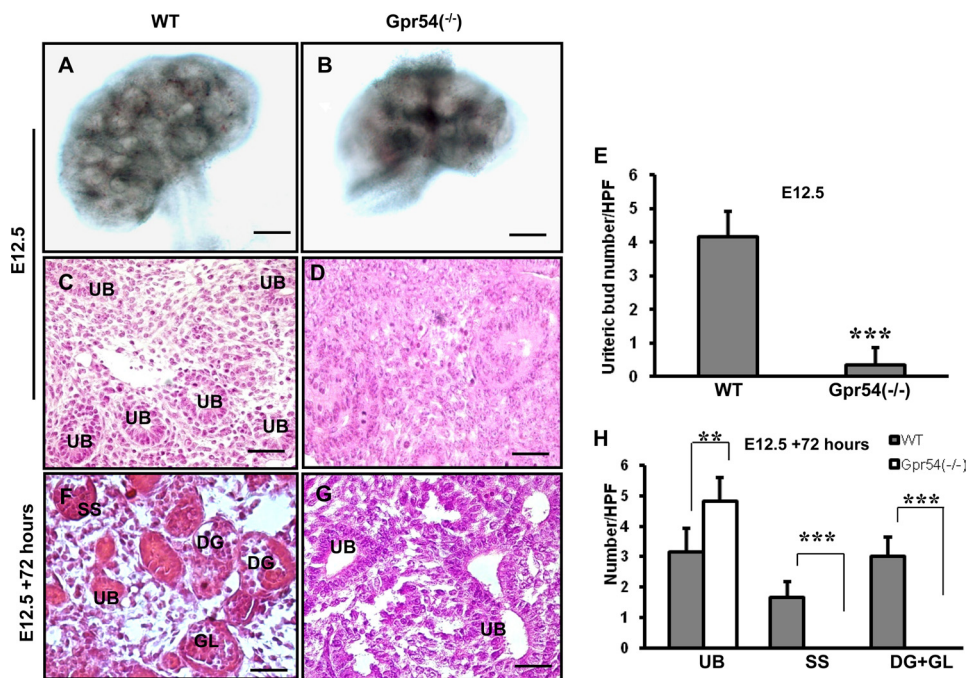 WT Gpr54(-/-)
A
B
E12.5
C
UB
UB
UB
UB
UB
D
E12.5 +72 hours
F
SS
DG
DG
UB
GL
G
UB
UB
E
E12.5
Uriteric bud number/HPF
6
5
4
3
2
1
0
***
WT Gpr54(-/-)
H
E12.5 +72 hours
WT
Gpr54(-/-)
Number/HPF
6
5
4
3
2
1
0
**
***
***
UB SS DG+GL